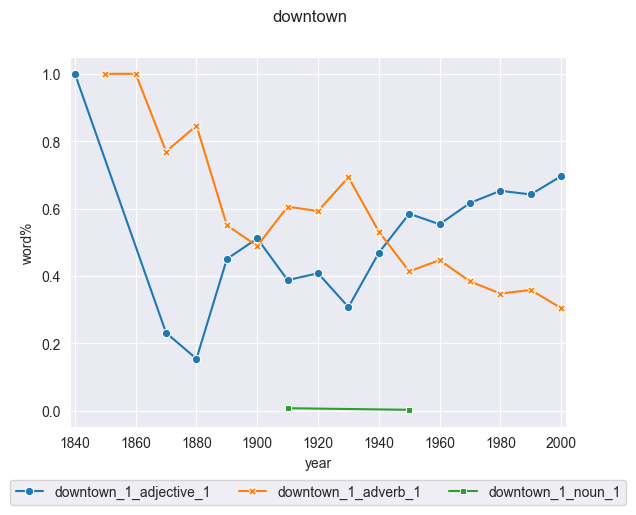 downtown
1.0
0.8
0.6
0.4
0.2
0.0
word%
1840 1860 1880 1900 1920 1940 1960 1980 2000
year
downtown_1_adjective_1 downtown_1_adverb_1 downtown_1_noun_1